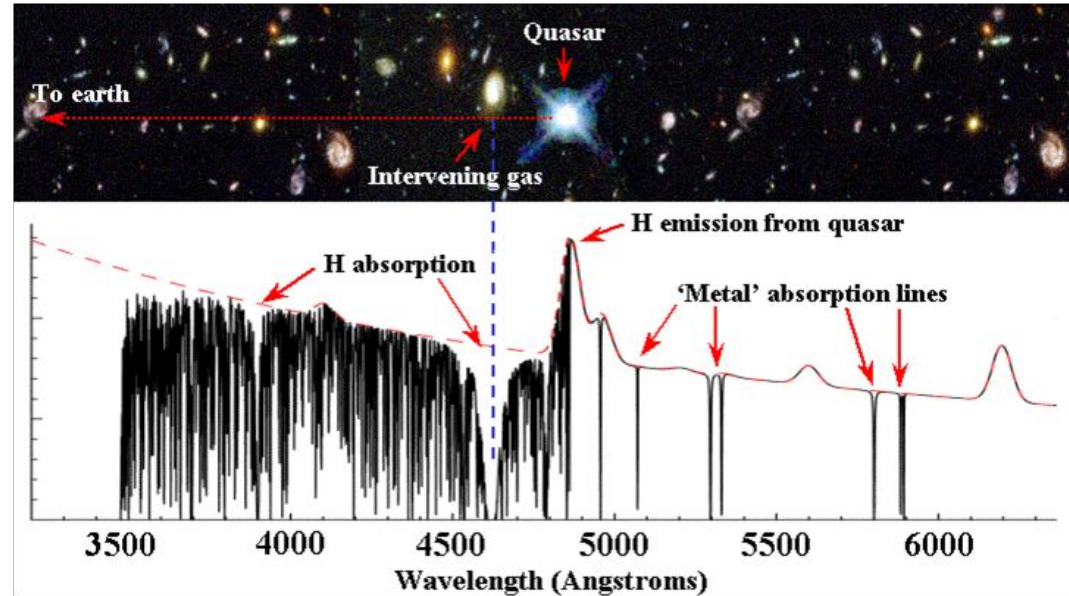 Quasar
To earth
Intervening gas
H emission from quasar
H absorption
‘Metal’ absorption lines
3500 4000 4500 5000 5500 6000
Wavelength (Angstroms)